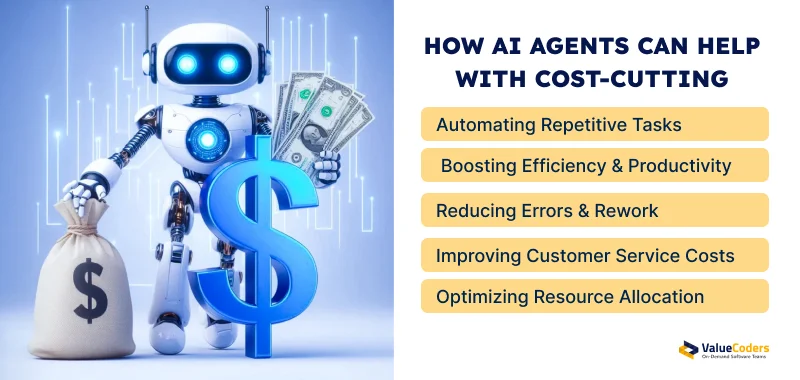 HOW AI AGENTS CAN HELP
WITH COST-CUTTING
Automating Repetitive Tasks
Boosting Efficiency & Productivity
Reducing Errors & Rework
Improving Customer Service Costs
Optimizing Resource Allocation
$
$
ValueCoders
On-Demand Software Teams